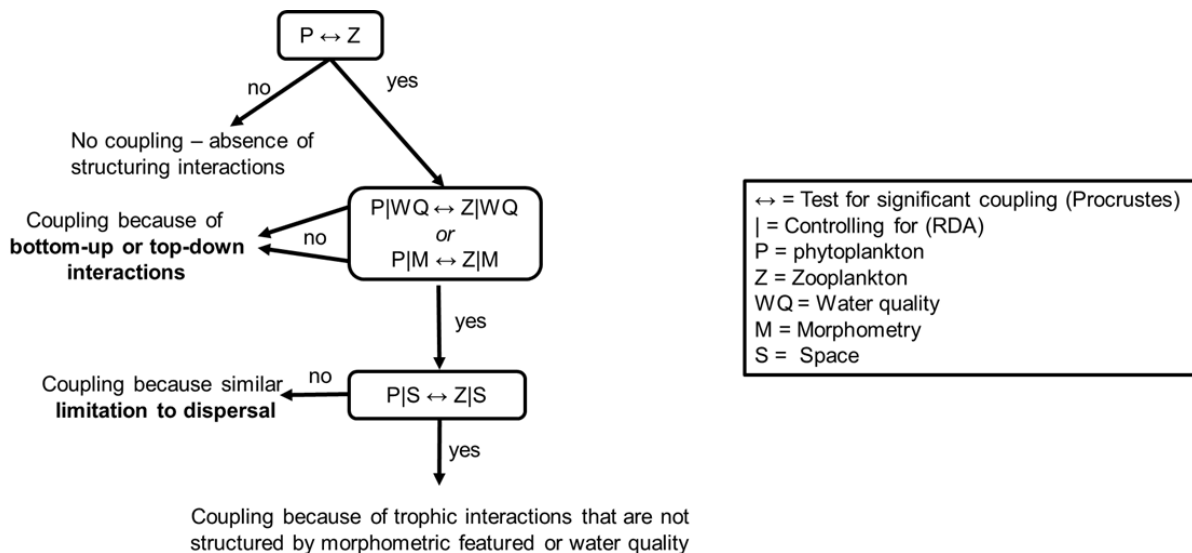 P ↔ Z
no
yes
No coupling – absence of
structuring interactions
P|WQ ↔ Z|WQ
or
P|M ↔ Z|M
Coupling because of
bottom-up or top-down
interactions
no
yes
Coupling because similar
limitation to dispersal
no
P|S ↔ Z|S
yes
Coupling because of trophic interactions that are not
structured by morphometric featured or water quality
↔ = Test for significant coupling (Procrustes)
| = Controlling for (RDA)
P = phytoplankton
Z = Zooplankton
WQ = Water quality
M = Morphometry
S = Space